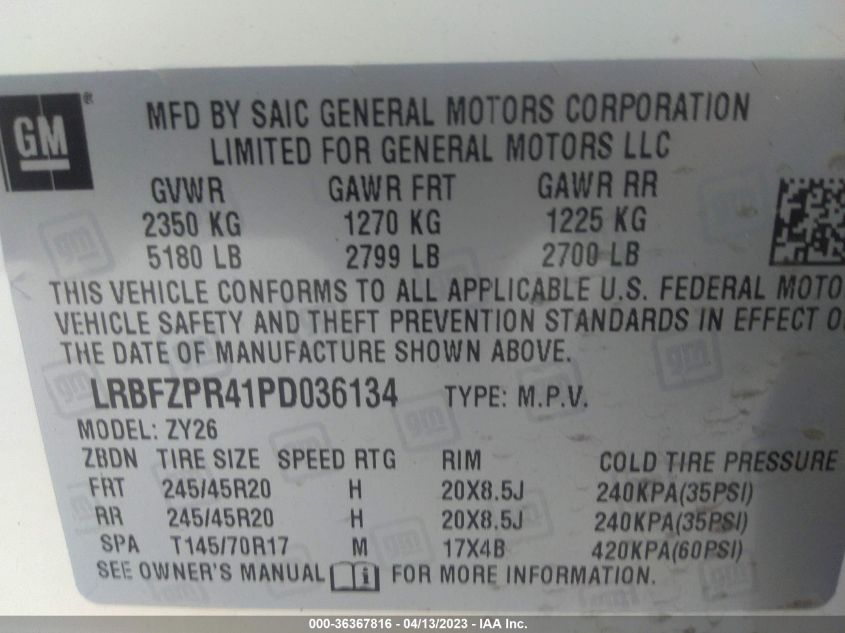 GM ®
MFD BY SAIC GENERAL MOTORS CORPORATION
LIMITED FOR GENERAL MOTORS LLC
GVWR GAWR FRT GAWR RR
2350 KG 1270 KG 1225 KG
5180 LB 2799 LB 2700 LB
THIS VEHICLE CONFORMS TO ALL APPLICABLE U.S. FEDERAL MOTO
VEHICLE SAFETY AND THEFT PREVENTION STANDARDS IN EFFECT O
THE DATE OF MANUFACTURE SHOWN ABOVE.
LRBFZPR41PD036134 TYPE: M.P.V.
MODEL: ZY26
ZBDN TIRE SIZE SPEED RTG RIM COLD TIRE PRESSURE
FRT 245/45R20 H 20X8.5J 240KPA(35PSI)
RR 245/45R20 H 20X8.5J 240KPA(35PSI)
SPA T145/70R17 M 17X4B 420KPA(60PSI)
SEE OWNER'S MANUAL i FOR MORE INFORMATION.
000-36367816 - 04/13/2023 - IAA Inc.